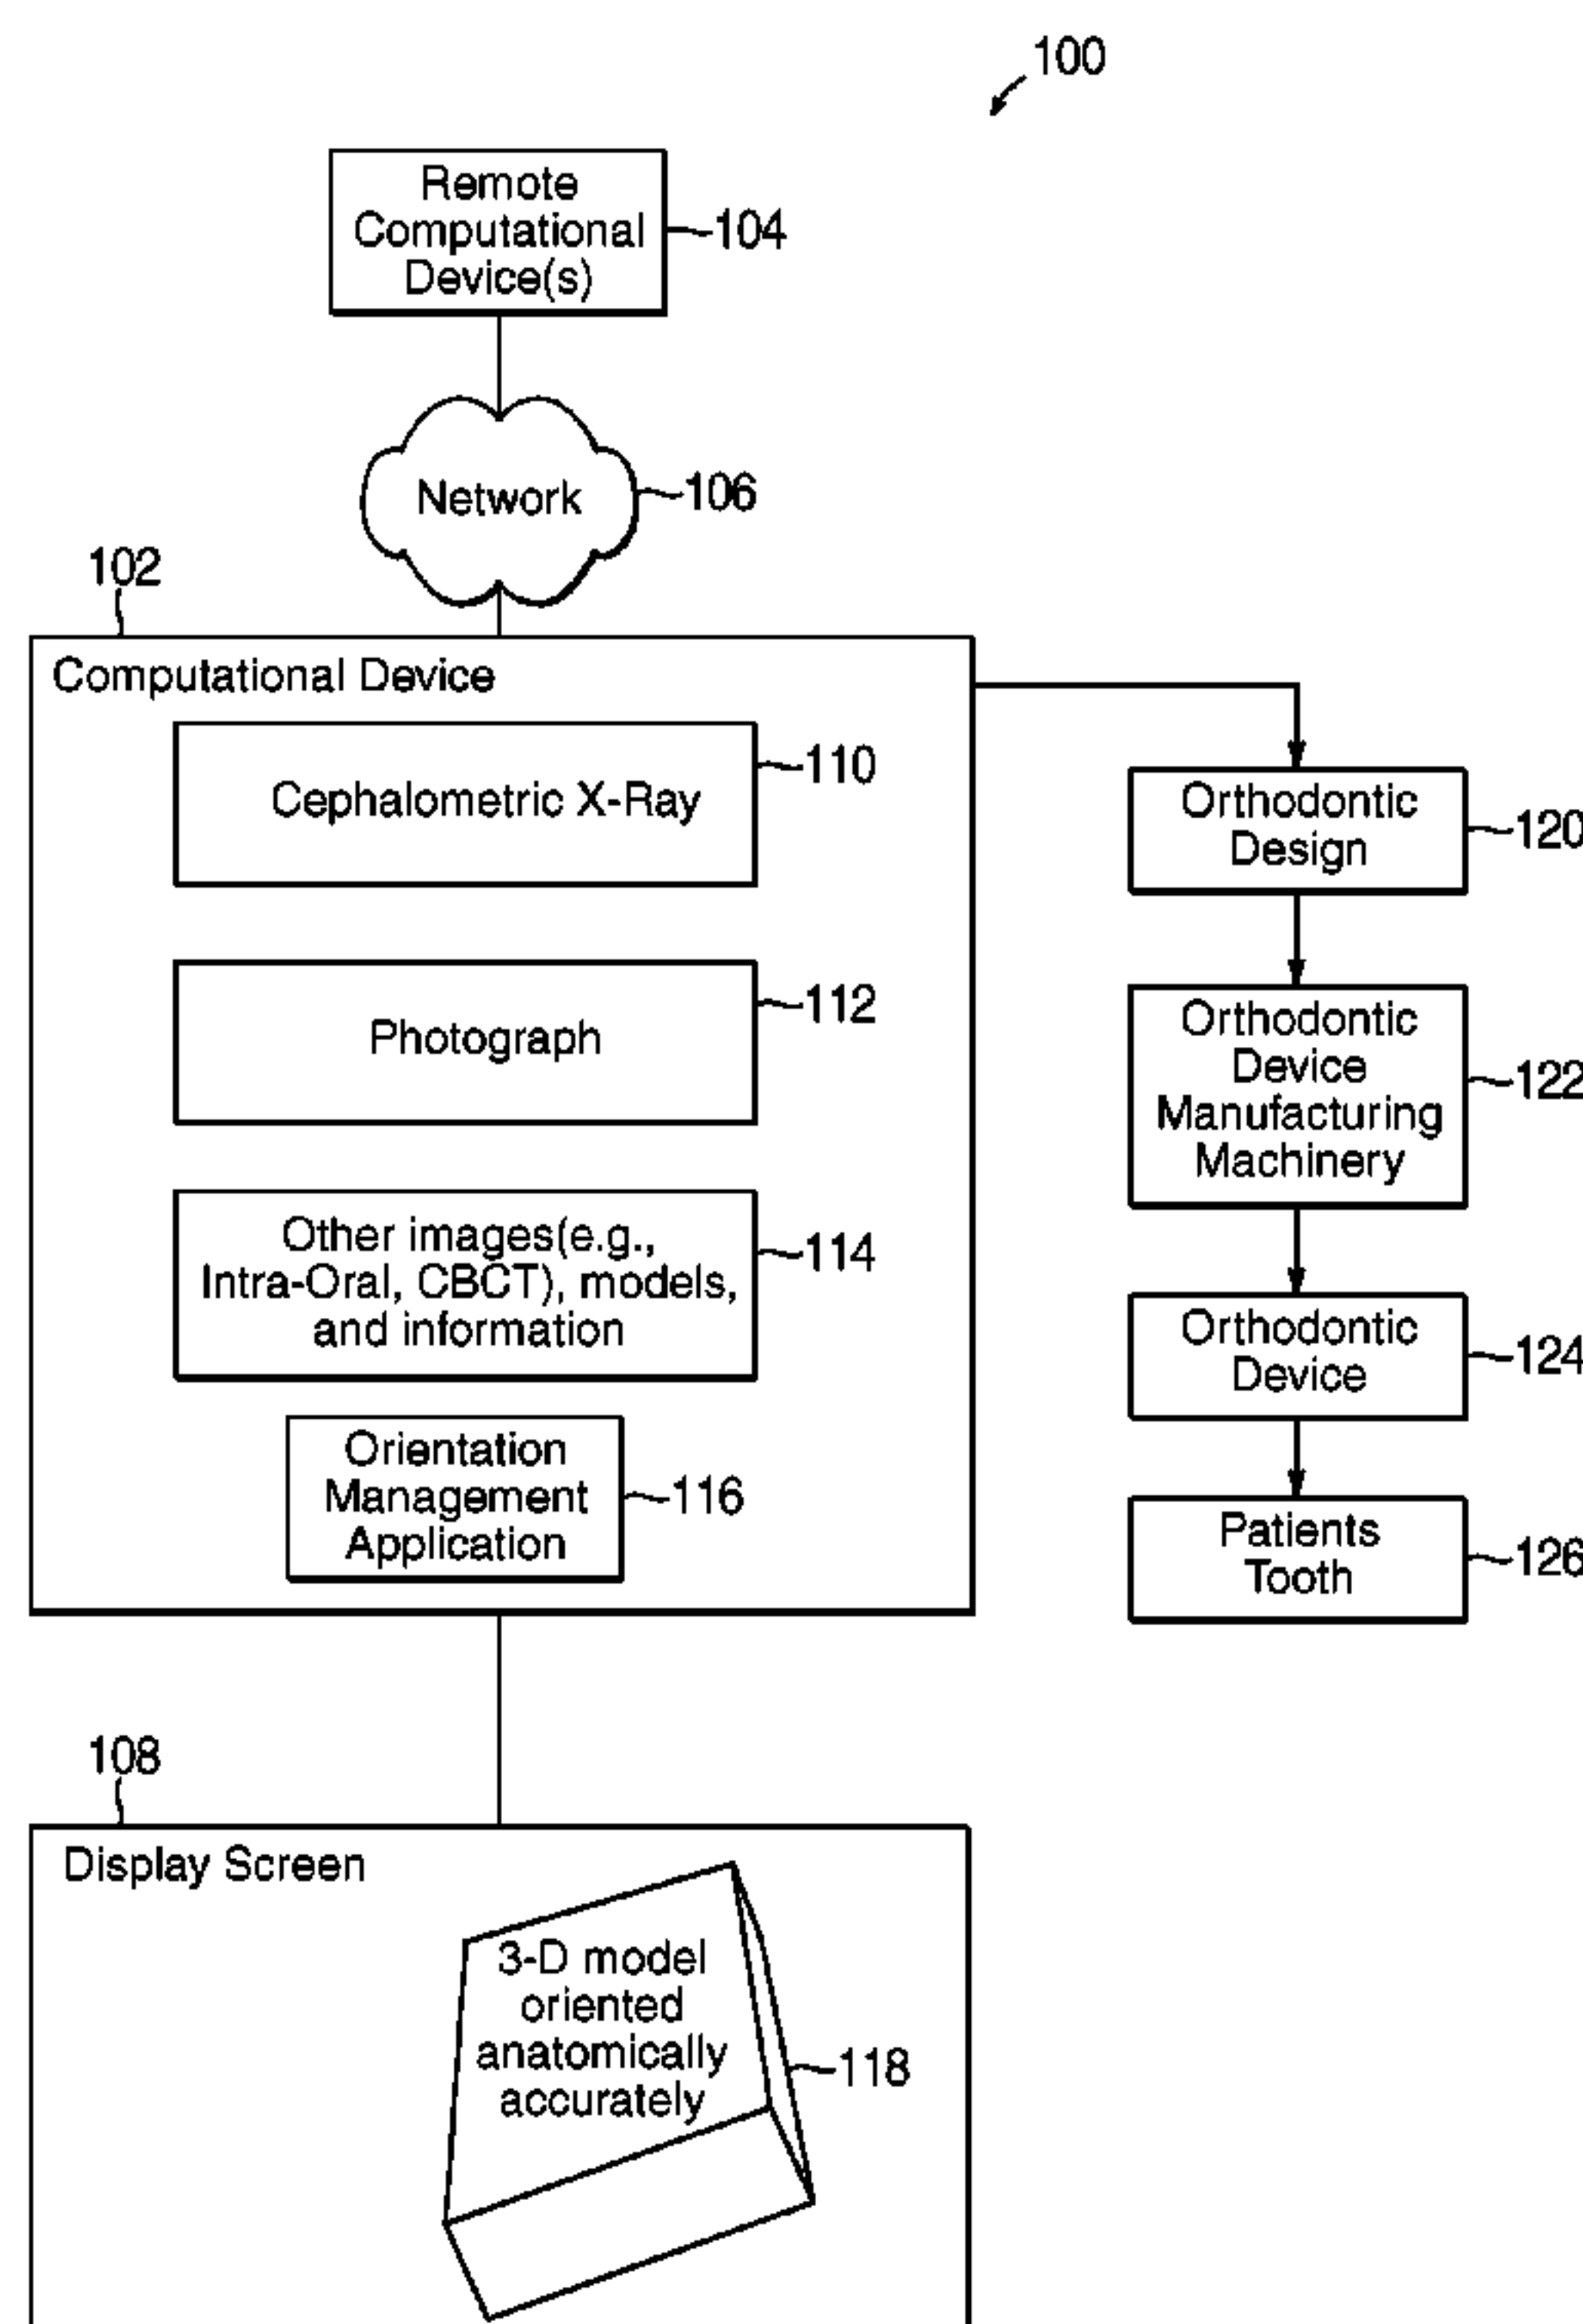 100
Remote
Computational
Device(s)
104
Network
106
102
Computational Device
Cephalometric X-Ray
110
Photograph
112
Other images(e.g.,
Intra-Oral, CBCT), models,
and information
114
Orientation
Management
Application
116
Orthodontic
Design
120
Orthodontic
Device
Manufacturing
Machinery
122
Orthodontic
Device
124
Patients
Tooth
126
108
Display Screen
3-D model
oriented
anatomically
accurately
118